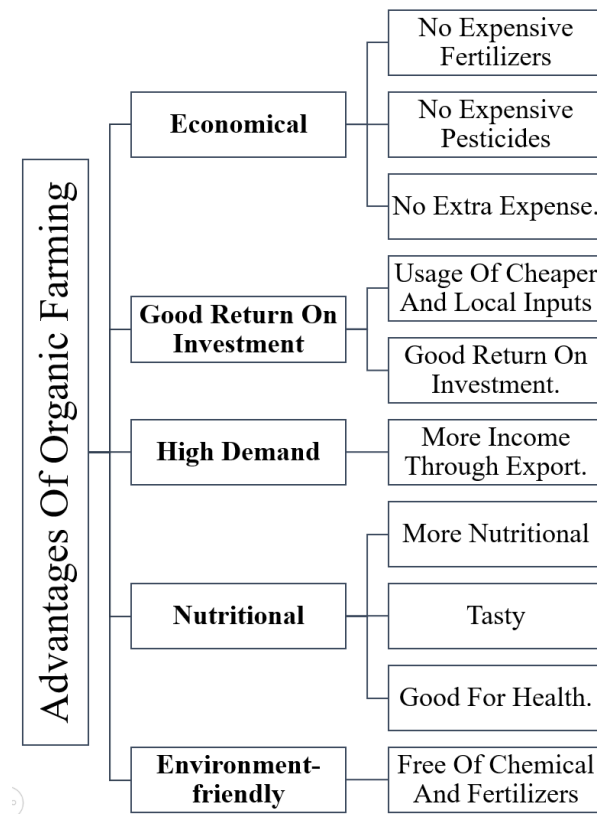 Advantages Of Organic Farming
Economical
No Expensive
Fertilizers
No Expensive
Pesticides
No Extra Expense.
Good Return On
Investment
Usage Of Cheaper
And Local Inputs
Good Return On
Investment.
High Demand
More Income
Through Export.
Nutritional
More Nutritional
Tasty
Good For Health.
Environment-
friendly
Free Of Chemical
And Fertilizers